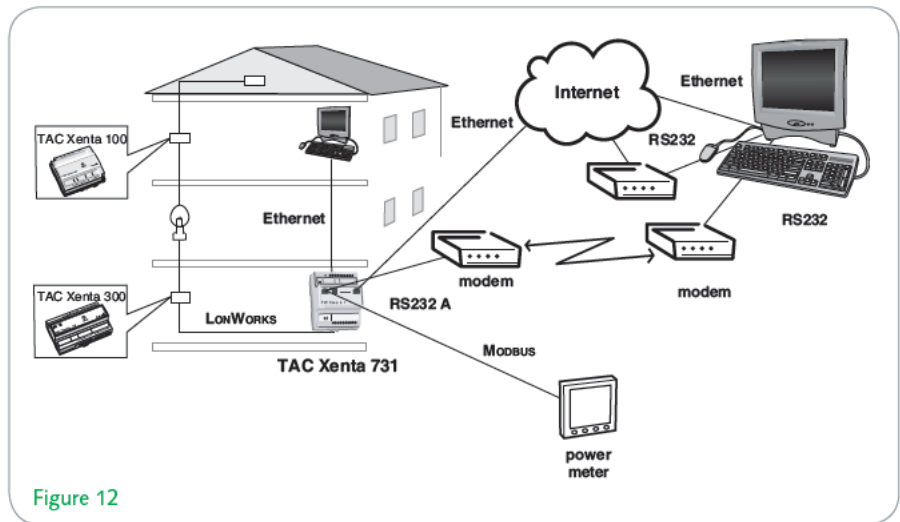 TAC Xenta 100
TAC Xenta 300
Ethernet
LONWORKS
TAC Xenta 731
Ethernet
Internet
Ethernet
RS232
RS232
modem
modem
RS232 A
MODBUS
power
meter
Figure 12